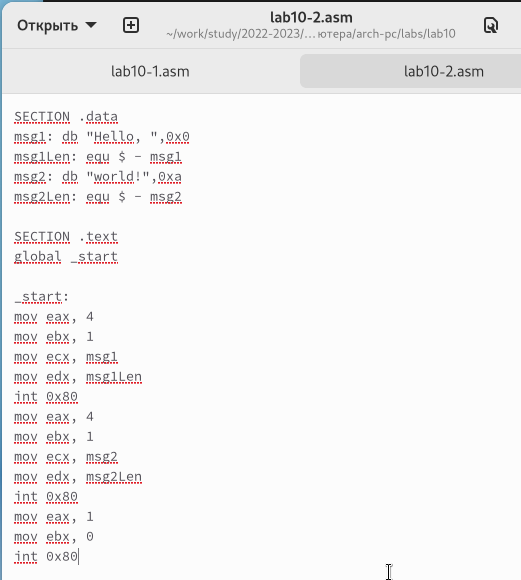 Открыть
lab10-2.asm
~/work/study/2022-2023/…ютера/arch-pc/labs/lab10
lab10-1.asm
lab10-2.asm
SECTION .data
msg1: db "Hello, ",0x0
msg1Len: equ $ - msg1
msg2: db "world!",0xa
msg2Len: equ $ - msg2
SECTION .text
global _start
_start:
mov eax, 4
mov ebx, 1
mov ecx, msg1
mov edx, msg1Len
int 0x80
mov eax, 4
mov ebx, 1
mov ecx, msg2
mov edx, msg2Len
int 0x80
mov eax, 1
mov ebx, 0
int 0x80